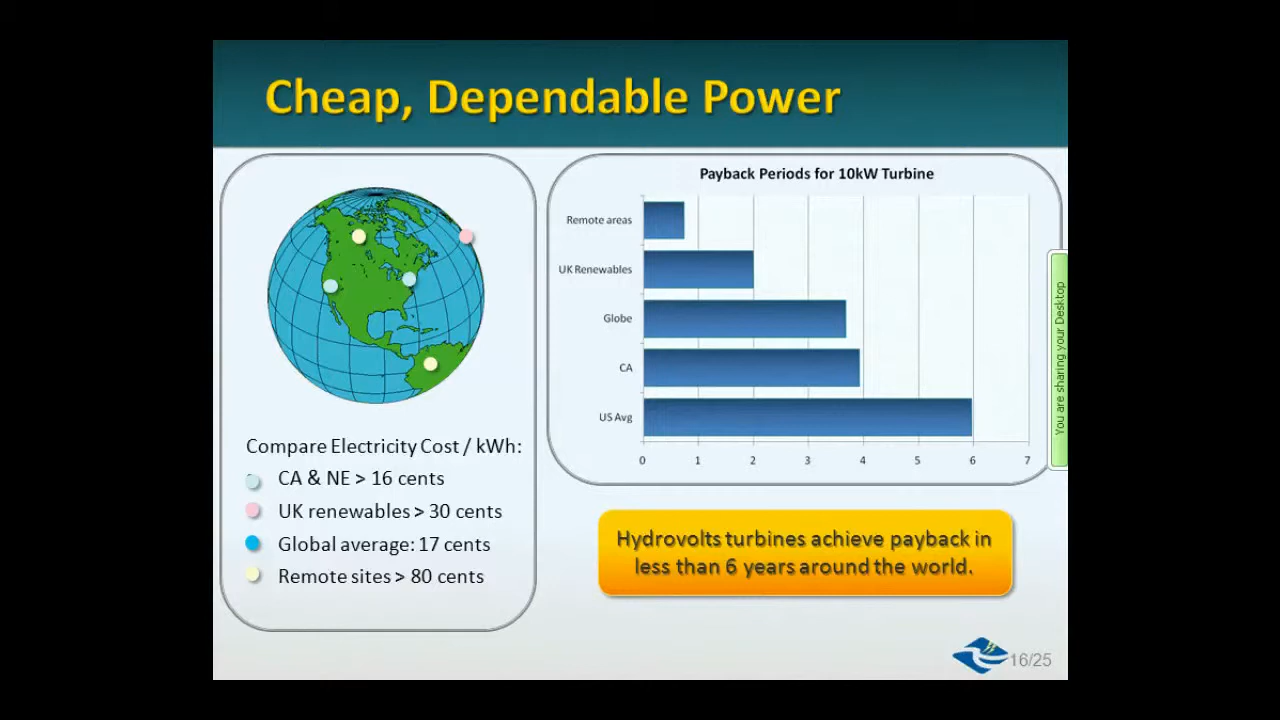 Cheap, Dependable Power
Compare Electricity Cost / kWh:
CA & NE > 16 cents
UK renewables > 30 cents
Global average: 17 cents
Remote sites > 80 cents
Payback Periods for 10kW Turbine
Remote areas
UK Renewables
Globe
CA
US Avg
0 1 2 3 4 5 6 7
Hydrovolts turbines achieve payback in
less than 6 years around the world.
You are sharing your Desktop
16/25